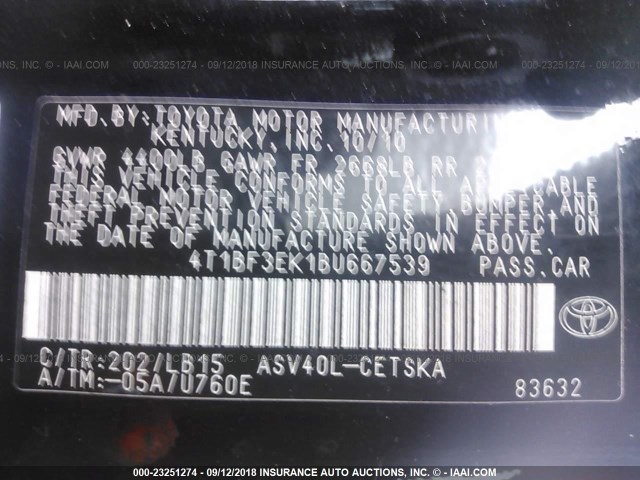 000-23251274 - 09/12/2018 INSURANCE AUTO AUCTIONS, INC. - IAAI.COM
MFD. BY: TOYOTA MOTOR MANUFACTURING
KENTUCKY, INC. 10/10
GVWR 4400LB GAWR FR 2668LB RR
THIS VEHICLE CONFORMS TO ALL APPLICABLE
FEDERAL MOTOR VEHICLE SAFETY, BUMPER AND
THEFT PREVENTION STANDARDS IN EFFECT ON
THE DATE OF MANUFACTURE SHOWN ABOVE.
4T1BF3EK1BU667539 PASS. CAR
C/TR: 202/LB15 ASV40L-CETSKA
A/TM:-05A/U760E 83632
000-23251274 - 09/12/2018 INSURANCE AUTO AUCTIONS, INC. - IAAI.COM